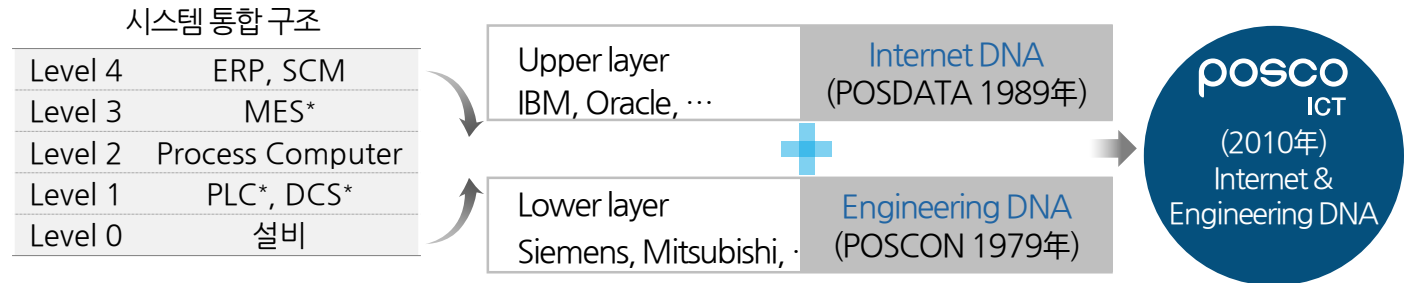 시스템 통합 구조
Level 4 ERP, SCM
Level 3 MES*
Level 2 Process Computer
Level 1 PLC*, DCS*
Level 0 설비
Upper layer
IBM, Oracle, …
Internet DNA
(POSDATA 1989年)
Lower layer
Siemens, Mitsubishi, ·
Engineering DNA
(POSCON 1979年)
posco
ICT
(2010年)
Internet &
Engineering DNA